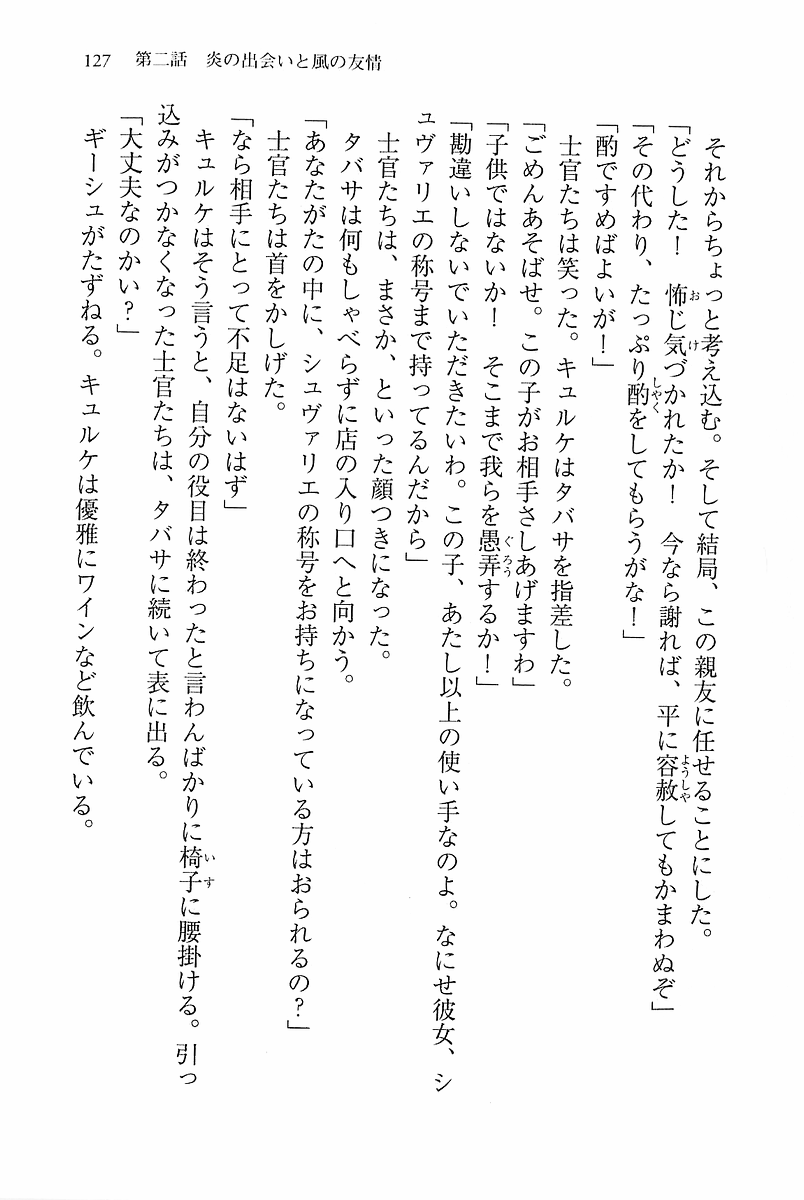 127　第二話　炎の出会いと風の友情
それからちょっと考え込む。そして結局、この親友に任せることにした。
「どうした！　怖じ気づかれたか！　今なら謝れば、平に容赦してもかまわぬぞ」
「その代わり、たっぷり酌をしてもらうがな！」
「酌ですめばよいが！」
士官たちは笑った。キュルケはタバサを指差した。
「ごめんあそばせ。この子がお相手さしあげますわ」
「子供ではないか！　そこまで我らを愚弄するか！」
「勘違いしないでいただきたいわ。この子、あたし以上の使い手なのよ。なにせ彼女、シ
ュヴァリエの称号まで持ってるんだから」
士官たちは、まさか、といった顔つきになった。
タバサは何もしゃべらずに店の入り口へと向かう。
「あなたがたの中に、シュヴァリエの称号をお持ちになっている方はおられるの？」
士官たちは首をかしげた。
「なら相手にとって不足はないはず」
キュルケはそう言うと、自分の役目は終わったと言わんばかりに椅子に腰掛ける。引っ
込みがつかなくなった士官たちは、タバサに続いて表に出る。
「大丈夫なのかい？」
ギーシュがたずねる。キュルケは優雅にワインなど飲んでいる。